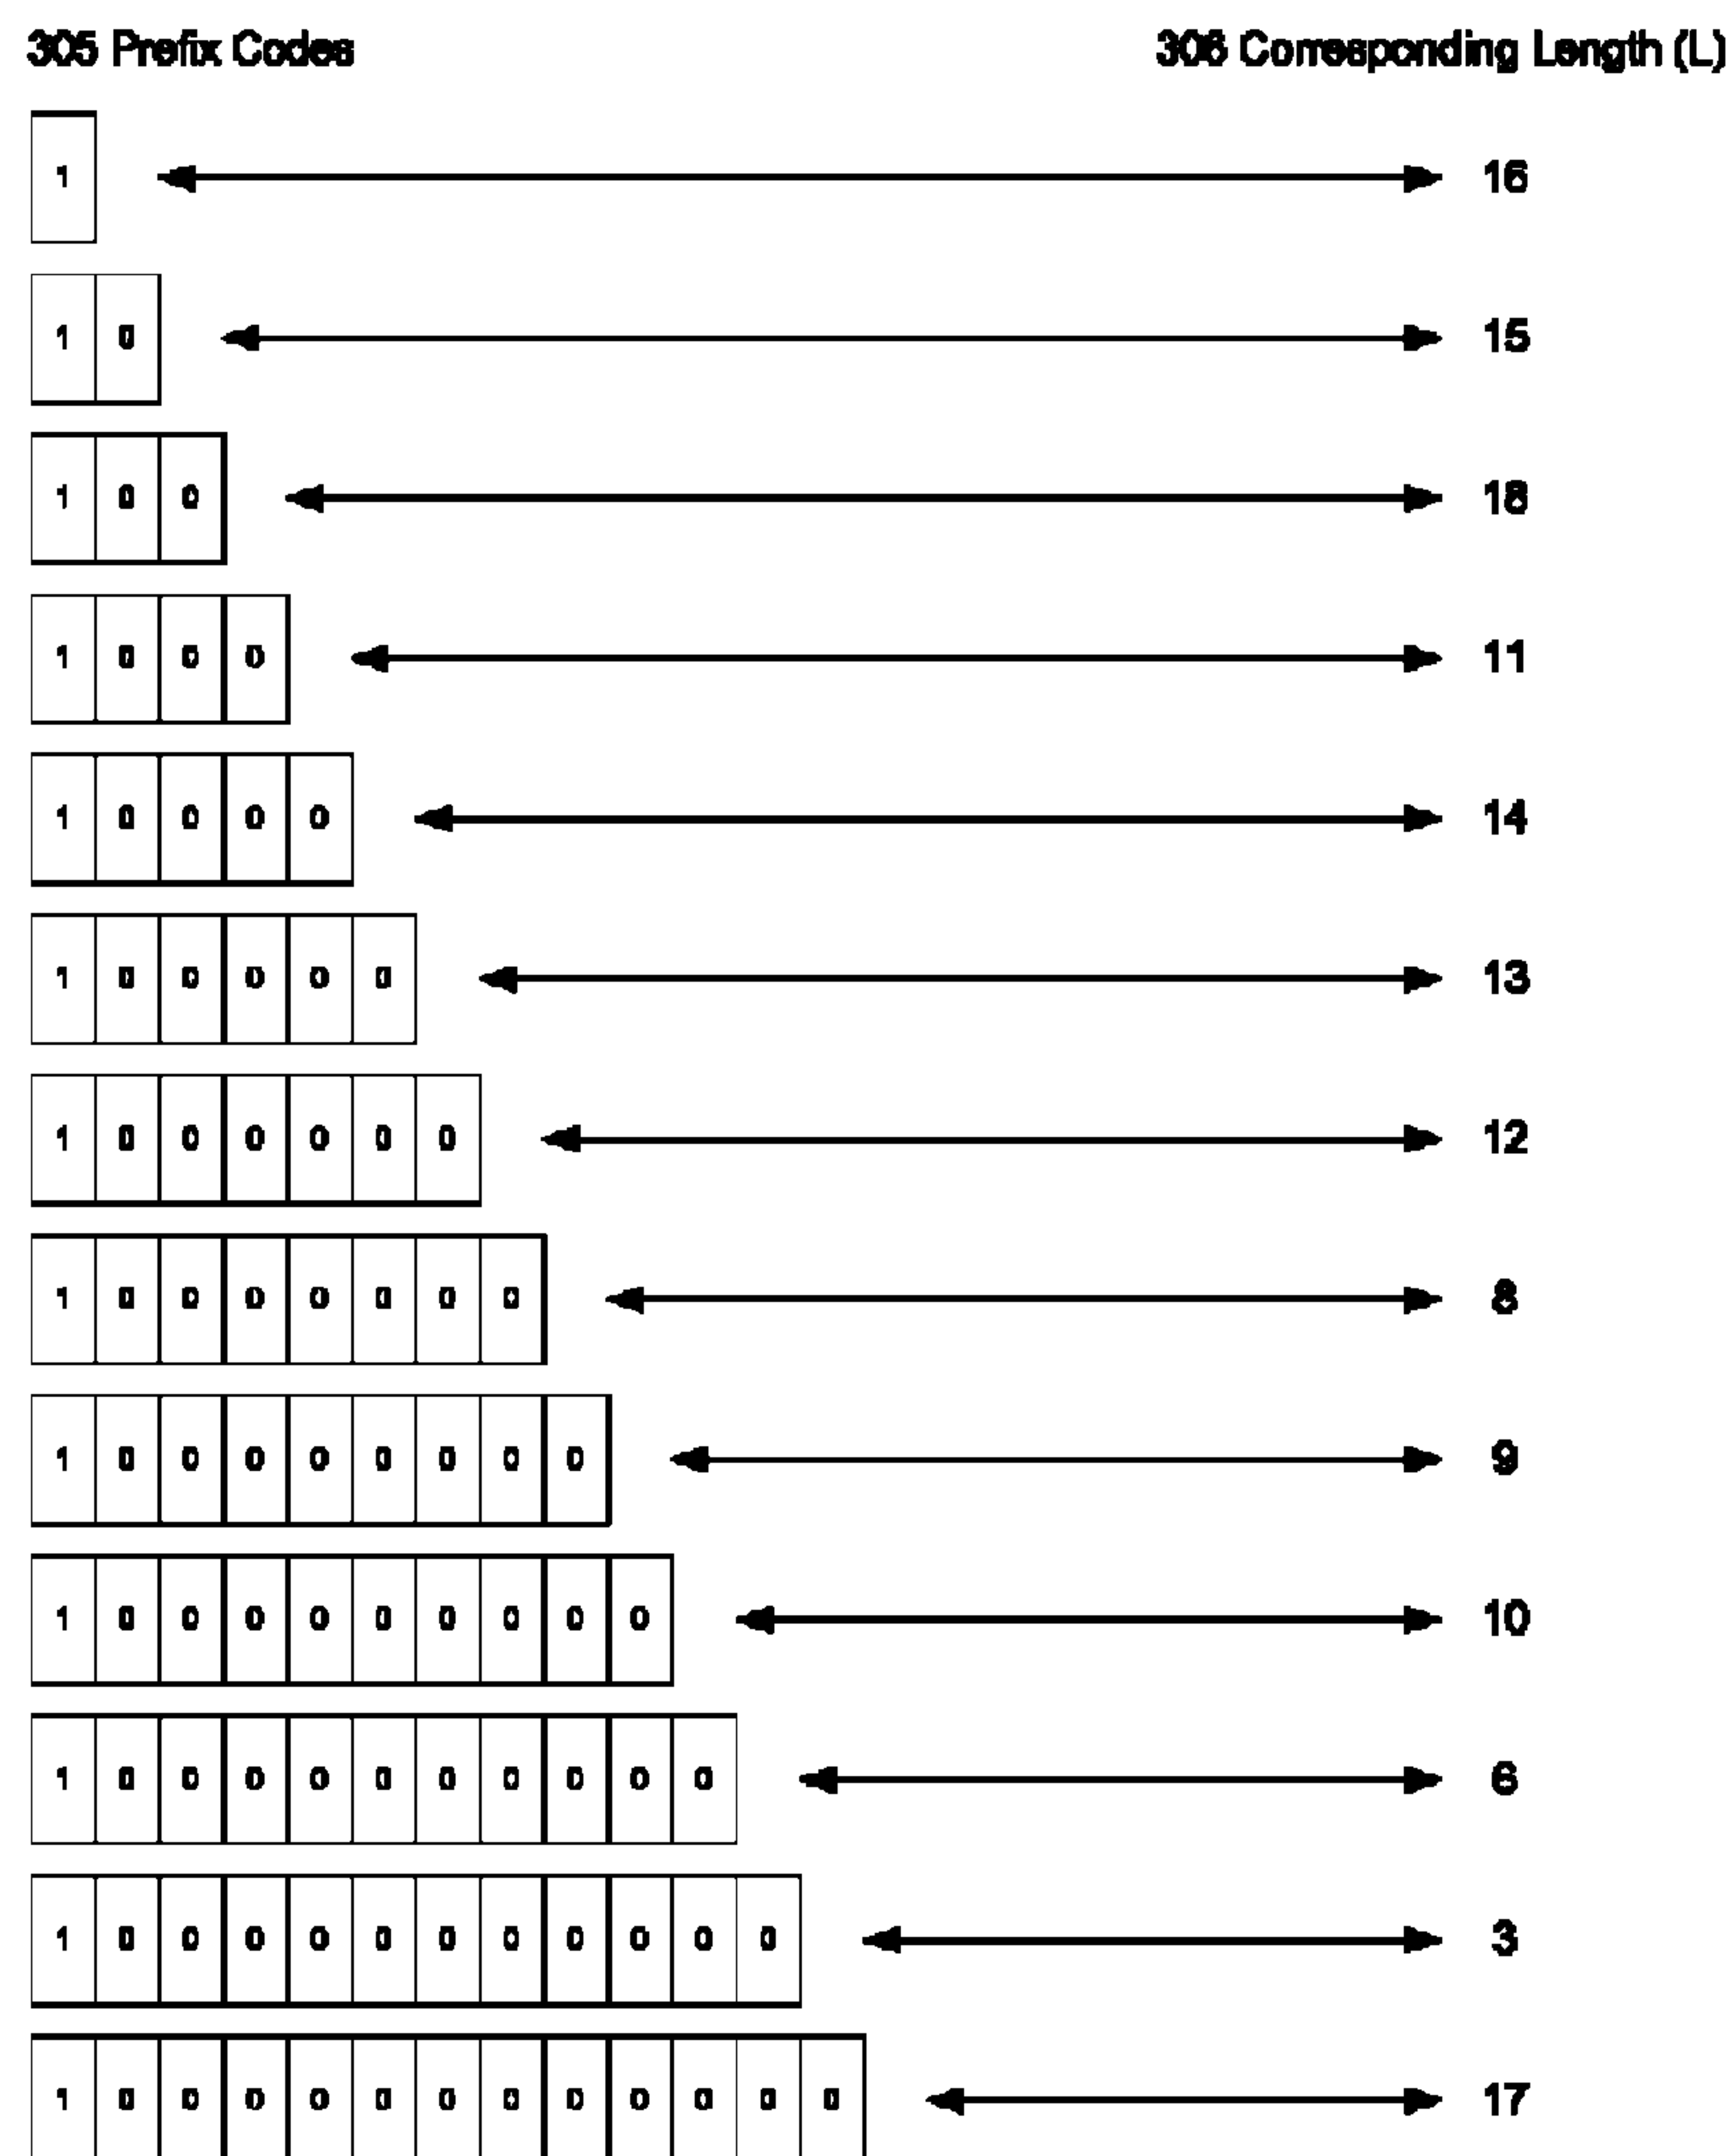 305 Prefix Codes 306 Corresponding Length (L)
1 16
1 0 15
1 0 0 18
1 0 0 0 11
1 0 0 0 0 14
1 0 0 0 0 0 13
1 0 0 0 0 0 0 12
1 0 0 0 0 0 0 0 8
1 0 0 0 0 0 0 0 0 9
1 0 0 0 0 0 0 0 0 0 10
1 0 0 0 0 0 0 0 0 0 0 6
1 0 0 0 0 0 0 0 0 0 0 0 3
1 0 0 0 0 0 0 0 0 0 0 0 0 17